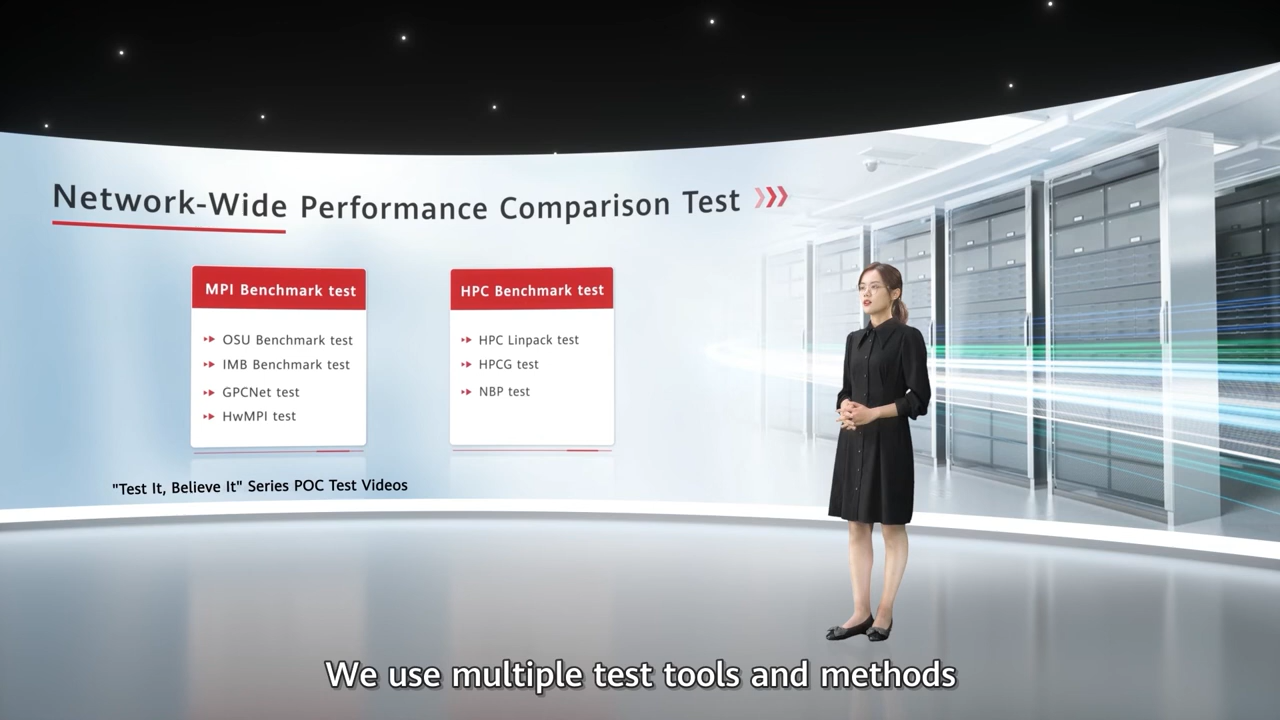 Network-Wide Performance Comparison Test
MPI Benchmark test
OSU Benchmark test
IMB Benchmark test
GPCNet test
HwMPI test
HPC Benchmark test
HPC Linpack test
HPCG test
NBP test
"Test It, Believe It" Series POC Test Videos
We use multiple test tools and methods